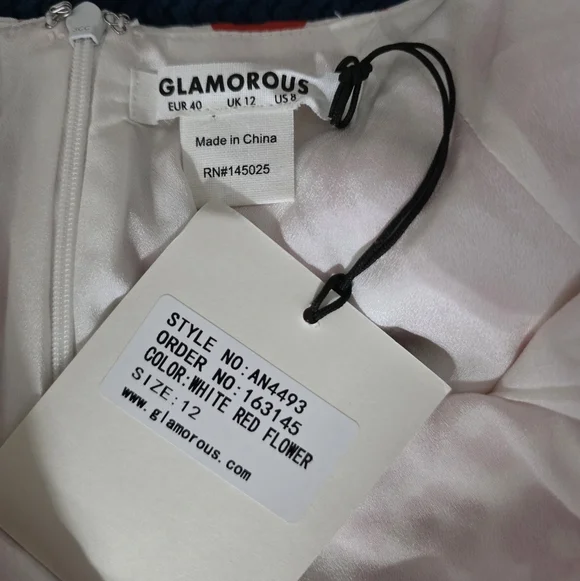 GLAMOROUS
EUR 40 UK 12 US 8
Made in China
RN#145025
STYLE NO:AN4493
ORDER NO:163145
COLOR:WHITE RED FLOWER
SIZE:12
www.glamorous.com